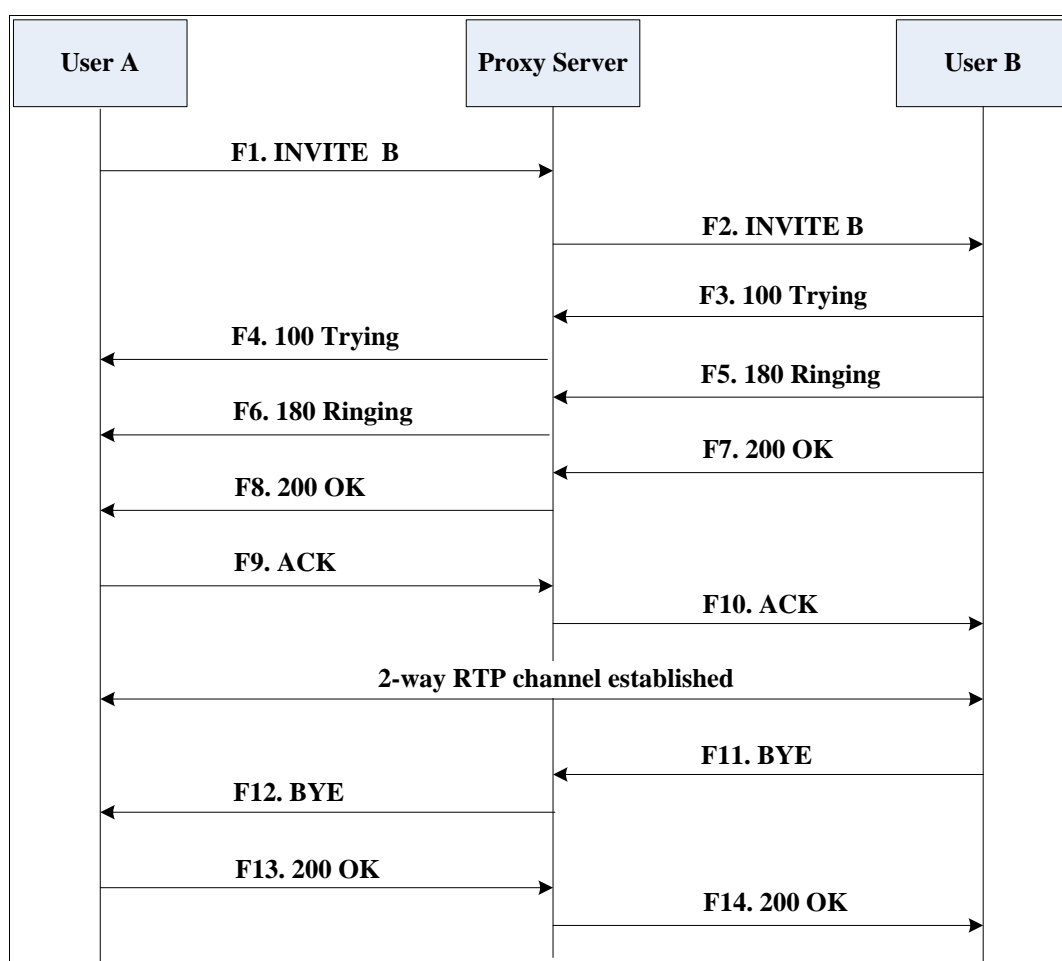 User A
Proxy Server
User B
F1. INVITE  B
F2. INVITE B
F3. 100 Trying
F4. 100 Trying
F5. 180 Ringing
F6. 180 Ringing
F7. 200 OK
F8. 200 OK
F9. ACK
F10. ACK
2-way RTP channel established
F11. BYE
F12. BYE
F13. 200 OK
F14. 200 OK